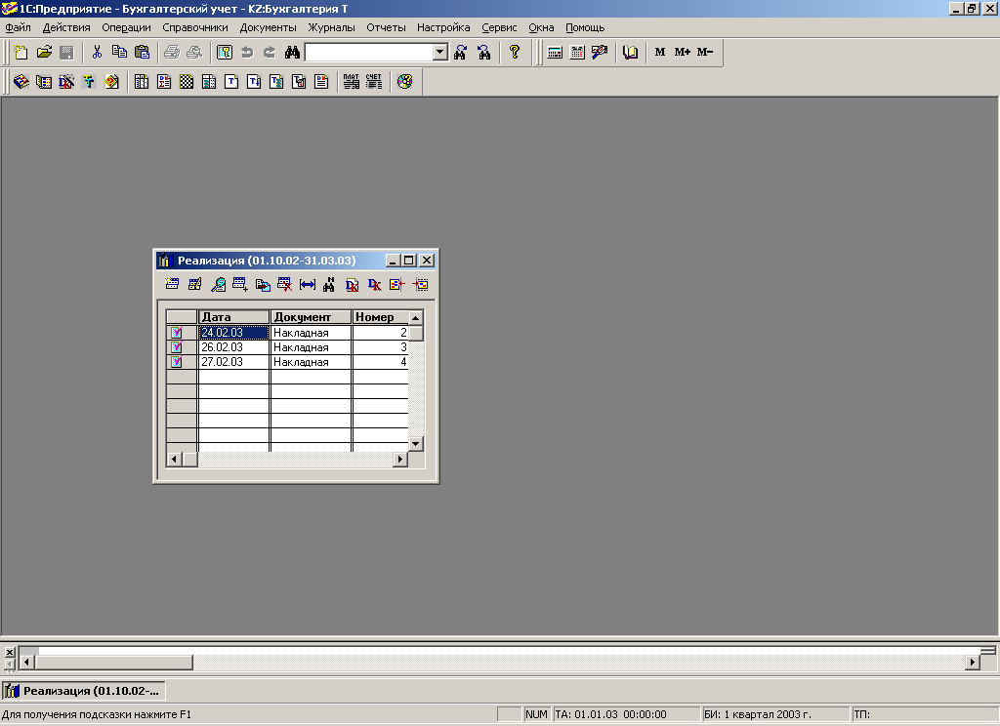 1С:Предприятие - Бухгалтерский учет - KZ:Бухгалтерия Т
Файл Действия Операции Справочники Документы Журналы Отчеты Настройка Сервис Окна Помощь
M M+ M−
ПЛАТ СЧЕТ
Реализация (01.10.02-31.03.03)
Дата Документ Номер
24.02.03 Накладная 2
26.02.03 Накладная 3
27.02.03 Накладная 4
Реализация (01.10.02-...
Для получения подсказки нажмите F1 NUM TA: 01.01.03 00:00:00 БИ: 1 квартал 2003 г. ТП: